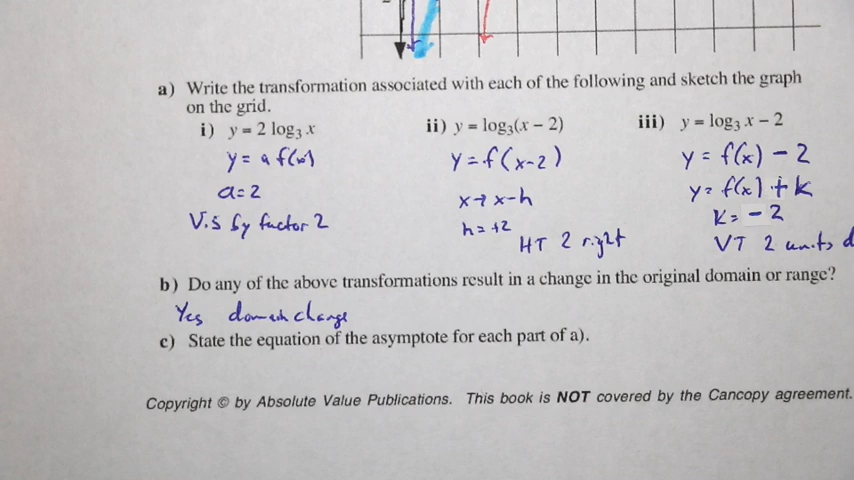 a) Write the transformation associated with each of the following and sketch the graph
on the grid.
i) y = 2 log₃ x
ii) y = log₃(x − 2)
iii) y = log₃ x − 2
y = a f(x)
y = f(x-2)
y = f(x) - 2
a = 2
x → x-h
y = f(x) + k
V.S by factor 2
h = +2
k = -2
HT 2 right
VT 2 units d
b) Do any of the above transformations result in a change in the original domain or range?
Yes domain change
c) State the equation of the asymptote for each part of a).
Copyright © by Absolute Value Publications. This book is NOT covered by the Cancopy agreement.